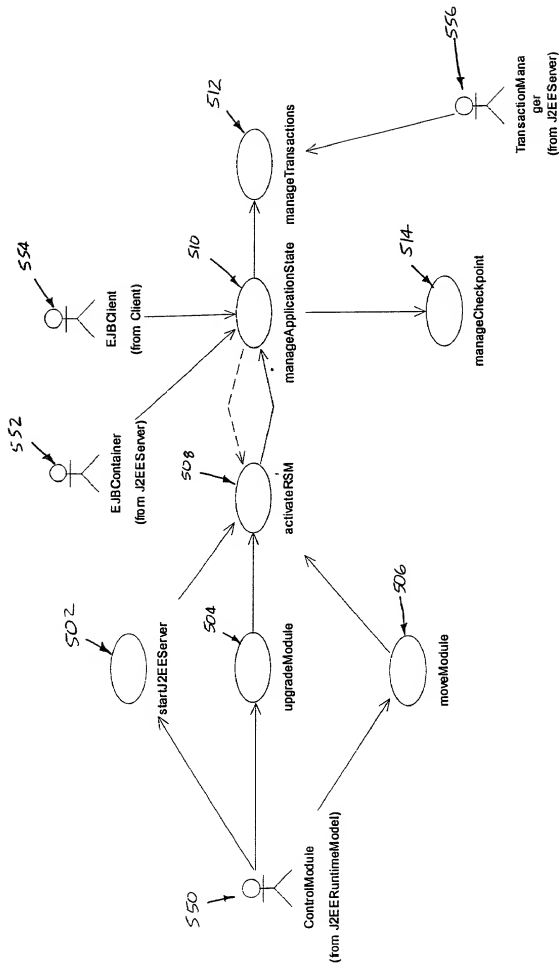 556
TransactionMana
ger
(from J2EEServer)
512
manageTransactions
554
EJBClient
(from Client)
510
manageApplicationState
514
manageCheckpoint
552
EJBContainer
(from J2EEServer)
508
activateRSM
502
startJ2EEServer
504
upgradeModule
506
moveModule
550
ControlModule
(from J2EERuntimeModel)